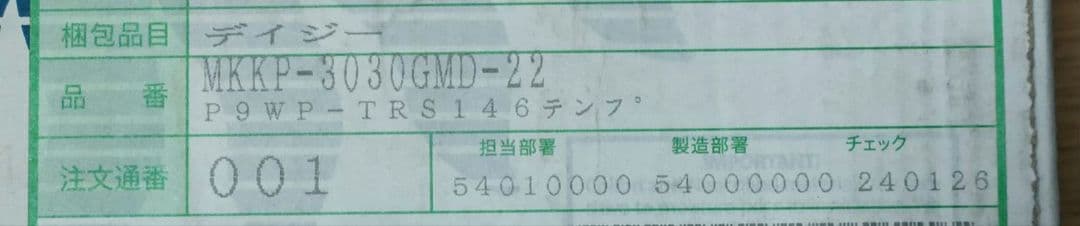 梱包品目 デイジー
品番 MKKP-3030GMD-22
P9WP-TRS146テンプ°
注文通番 001
担当部署 製造部署 チェック
54010000 54000000 240126